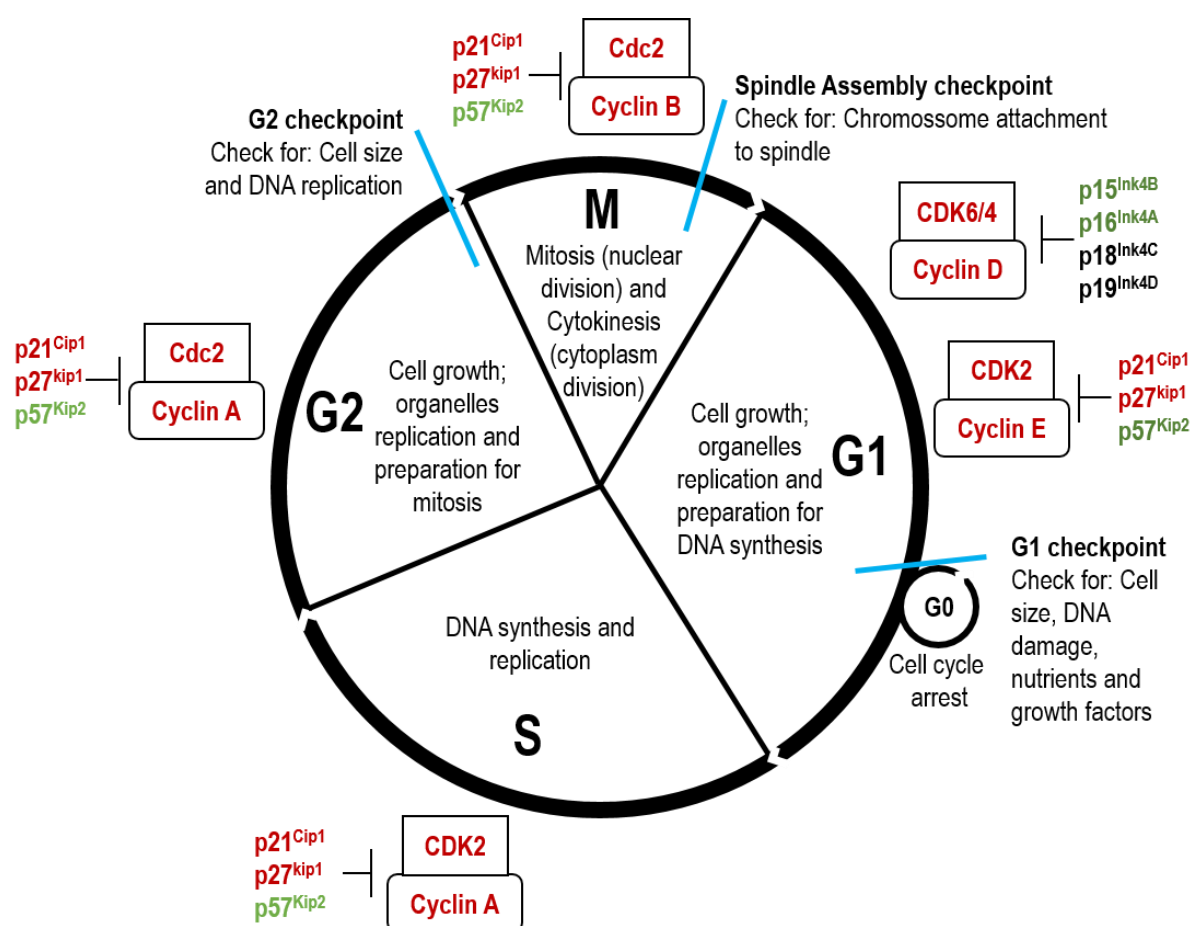 p21Cip1
p27kip1
p57Kip2
Cdc2
Cyclin B
Spindle Assembly checkpoint
Check for: Chromossome attachment
to spindle
G2 checkpoint
Check for: Cell size
and DNA replication
M
Mitosis (nuclear
division) and
Cytokinesis
(cytoplasm
division)
CDK6/4
Cyclin D
p15Ink4B
p16Ink4A
p18Ink4C
p19Ink4D
p21Cip1
p27kip1
p57Kip2
Cdc2
Cyclin A
G2
Cell growth;
organelles
replication and
preparation for
mitosis
Cell growth;
organelles
replication and
preparation for
DNA synthesis
G1
CDK2
Cyclin E
p21Cip1
p27kip1
p57Kip2
G1 checkpoint
Check for: Cell
size, DNA
damage,
nutrients and
growth factors
G0
Cell cycle
arrest
DNA synthesis and
replication
S
p21Cip1
p27kip1
p57Kip2
CDK2
Cyclin A